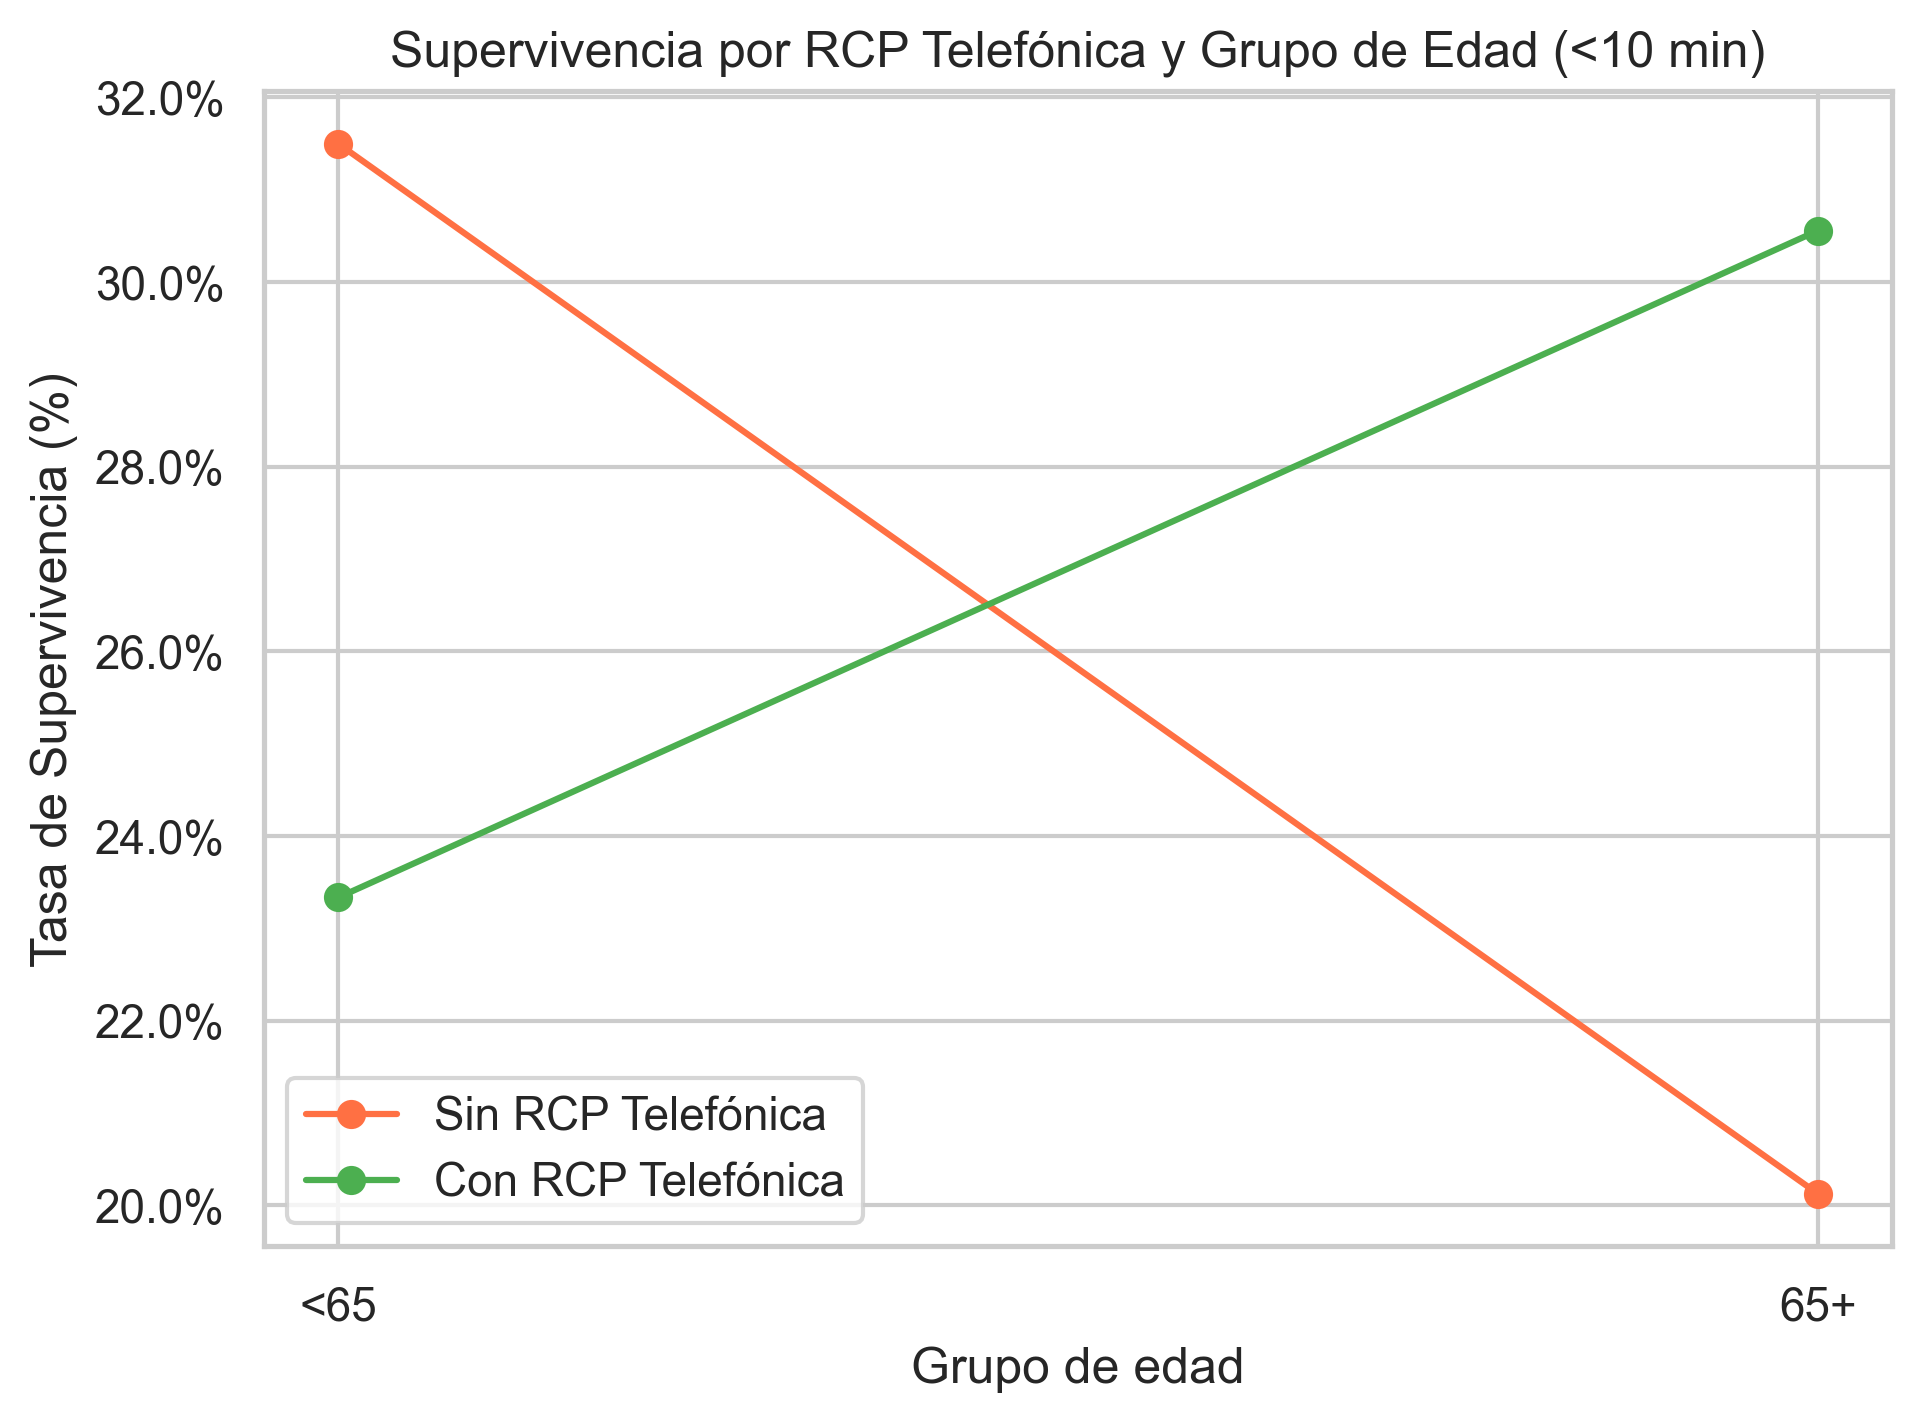 Supervivencia por RCP Telefónica y Grupo de Edad (<10 min)
32.0%
30.0%
28.0%
26.0%
24.0%
22.0%
20.0%
Tasa de Supervivencia (%)
Sin RCP Telefónica
Con RCP Telefónica
<65
65+
Grupo de edad